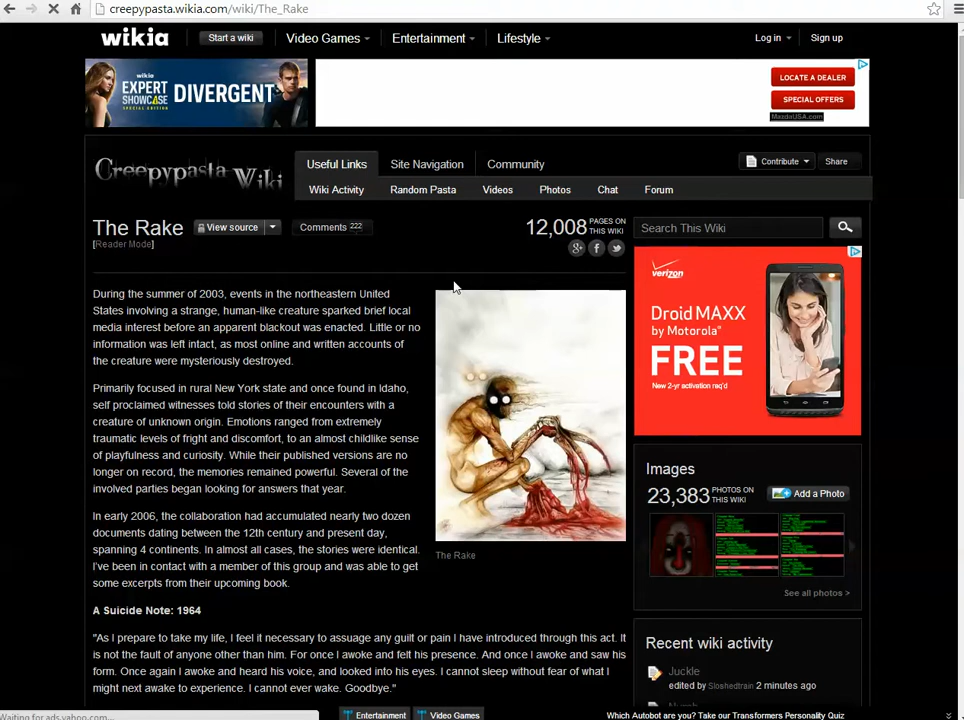 creepypasta.wikia.com/wiki/The_Rake
wikia Start a wiki Video Games Entertainment Lifestyle Log in Sign up
wikia
EXPERT
SHOWCASE
SPECIAL EDITION
DIVERGENT
LOCATE A DEALER
SPECIAL OFFERS
MazdaUSA.com
Creepypasta Wiki
Useful Links Site Navigation Community
Contribute Share
Wiki Activity Random Pasta Videos Photos Chat Forum
The Rake View source Comments 222
[Reader Mode]
12,008 PAGES ON
THIS WIKI
Search This Wiki
During the summer of 2003, events in the northeastern United
States involving a strange, human-like creature sparked brief local
media interest before an apparent blackout was enacted. Little or no
information was left intact, as most online and written accounts of
the creature were mysteriously destroyed.
Primarily focused in rural New York state and once found in Idaho,
self proclaimed witnesses told stories of their encounters with a
creature of unknown origin. Emotions ranged from extremely
traumatic levels of fright and discomfort, to an almost childlike sense
of playfulness and curiosity. While their published versions are no
longer on record, the memories remained powerful. Several of the
involved parties began looking for answers that year.
In early 2006, the collaboration had accumulated nearly two dozen
documents dating between the 12th century and present day,
spanning 4 continents. In almost all cases, the stories were identical.
I've been in contact with a member of this group and was able to get
some excerpts from their upcoming book.
The Rake
A Suicide Note: 1964
"As I prepare to take my life, I feel it necessary to assuage any guilt or pain I have introduced through this act. It
is not the fault of anyone other than him. For once I awoke and felt his presence. And once I awoke and saw his
form. Once again I awoke and heard his voice, and looked into his eyes. I cannot sleep without fear of what I
might next awake to experience. I cannot ever wake. Goodbye."
verizon
Droid MAXX
by Motorola®
FREE
New 2-yr activation req'd
Images
23,383 PHOTOS ON
THIS WIKI
Add a Photo
See all photos >
Recent wiki activity
Juckle
edited by Sloshedtrain 2 minutes ago
Waiting for ads.yahoo.com...
Entertainment Video Games
Which Autobot are you? Take our Transformers Personality Quiz